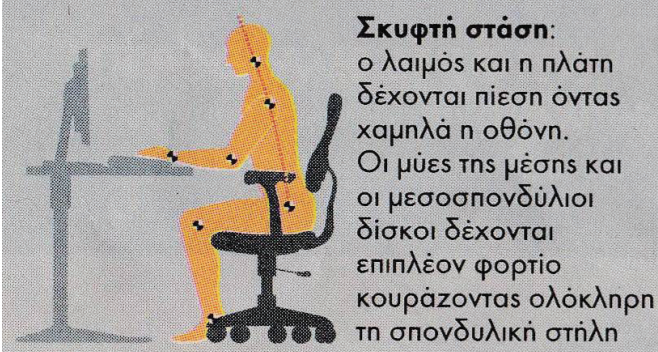 Σκυφτή στάση:
ο λαιμός και η πλάτη
δέχονται πίεση όντας
χαμηλά η οθόνη.
Οι μύες της μέσης και
οι μεσοσπονδύλιοι
δίσκοι δέχονται
επιπλέον φορτίο
κουράζοντας ολόκληρη
τη σπονδυλική στήλη